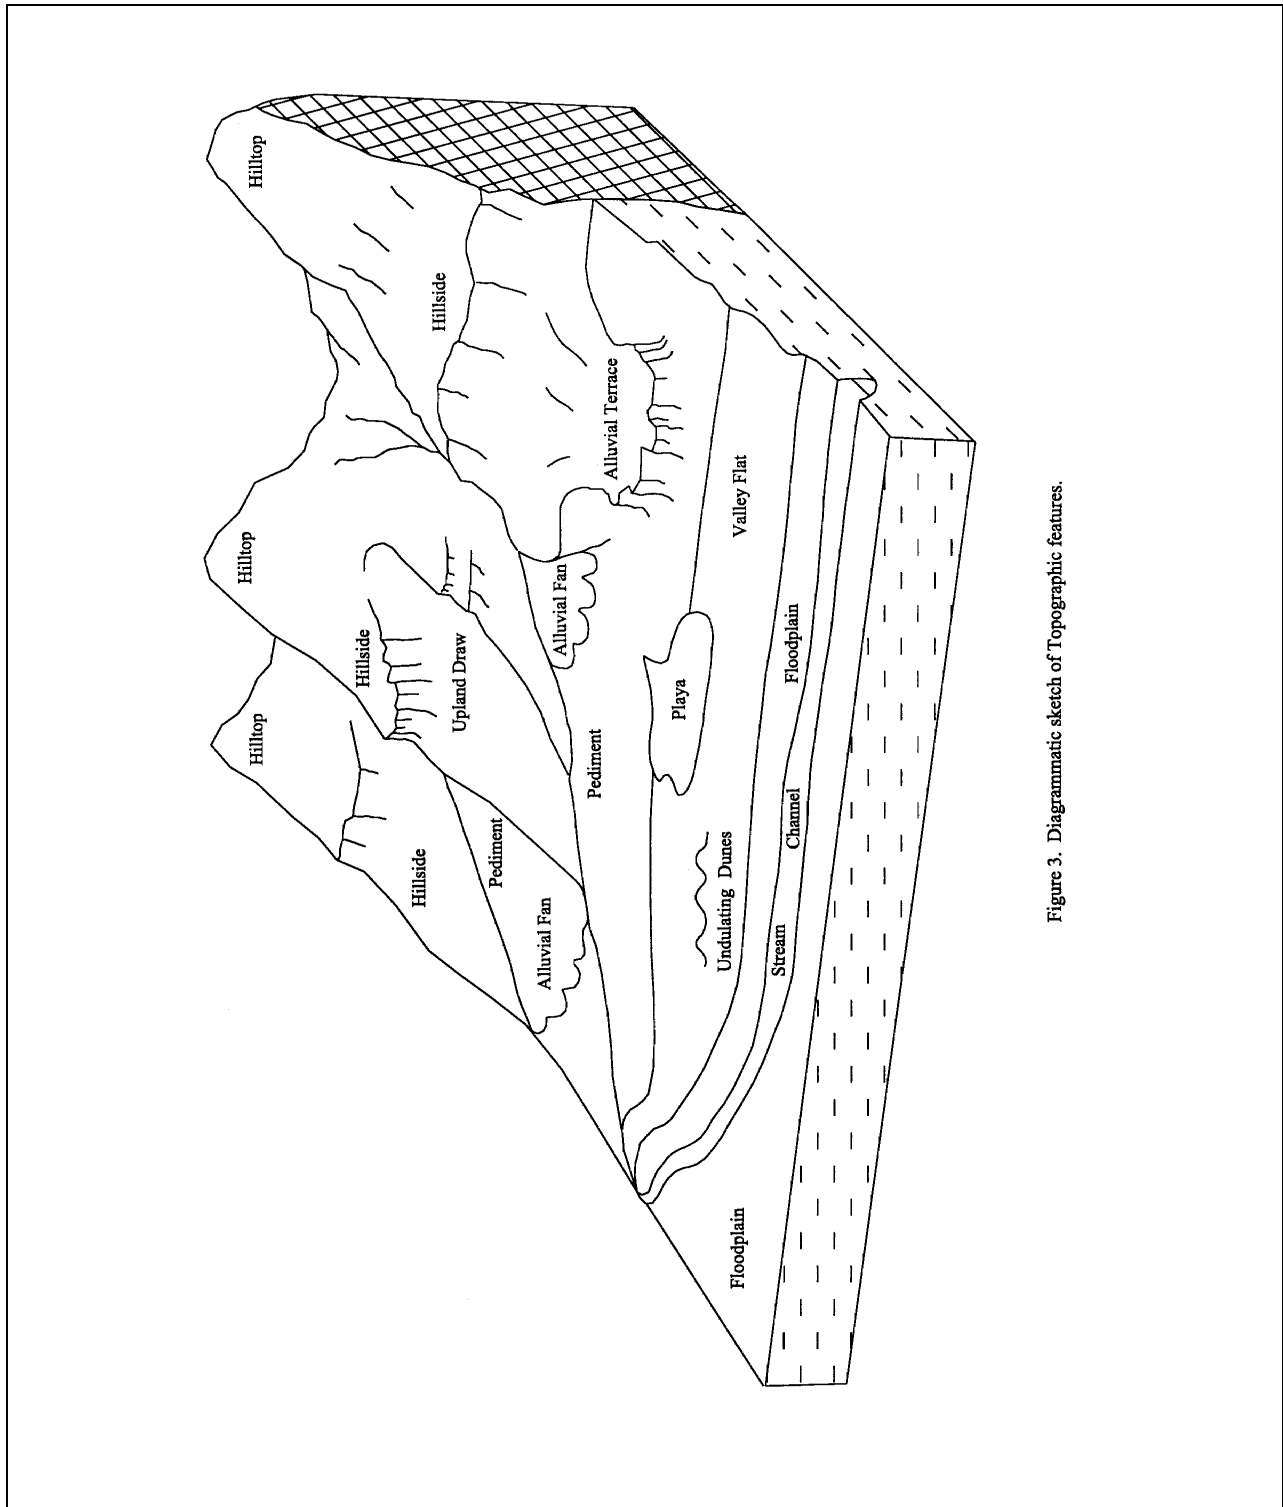 Hilltop
Hilltop
Hilltop
Hillside
Hillside
Hillside
Upland Draw
Pediment
Alluvial Fan
Alluvial Fan
Pediment
Alluvial Terrace
Playa
Undulating Dunes
Valley Flat
Floodplain
Floodplain
Stream Channel
Figure 3. Diagrammatic sketch of Topographic features.